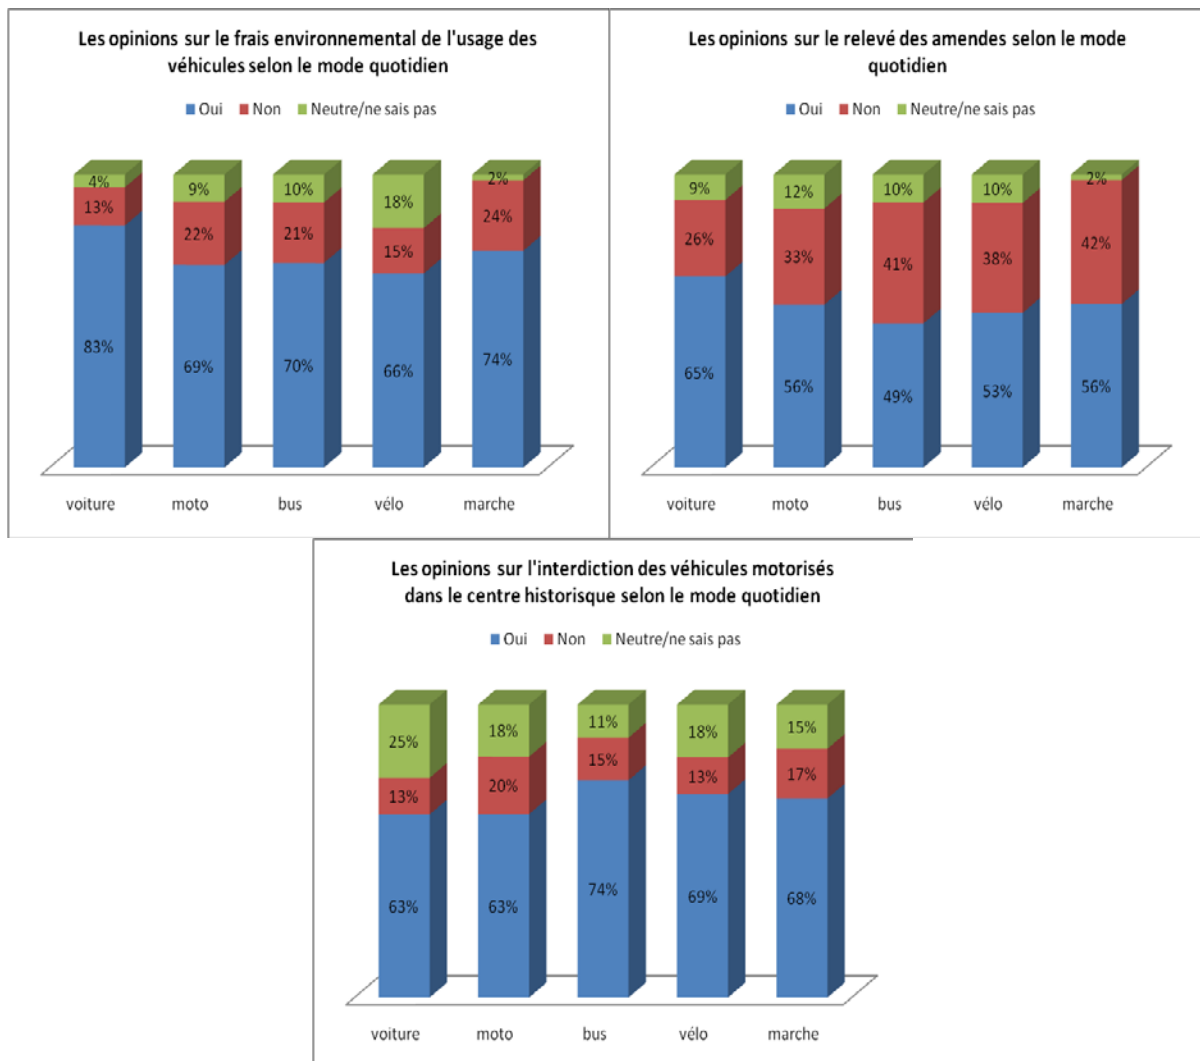 Les opinions sur le frais environmental de l'usage des
véhicules selon le mode quotidien
Oui Non Neutre/ne sais pas
4% 9% 10% 18% 2%
13% 22% 21% 15% 24%
83% 69% 70% 66% 74%
voiture moto bus vélo marche
Les opinions sur le relevé des amendes selon le mode
quotidien
Oui Non Neutre/ne sais pas
9% 12% 10% 10% 2%
26% 33% 41% 38% 42%
65% 56% 49% 53% 56%
voiture moto bus vélo marche
Les opinions sur l'interdiction des véhicules motorisés
dans le centre historisque selon le mode quotidien
Oui Non Neutre/ne sais pas
25% 18% 11% 18% 15%
13% 20% 15% 13% 17%
63% 63% 74% 69% 68%
voiture moto bus vélo marche